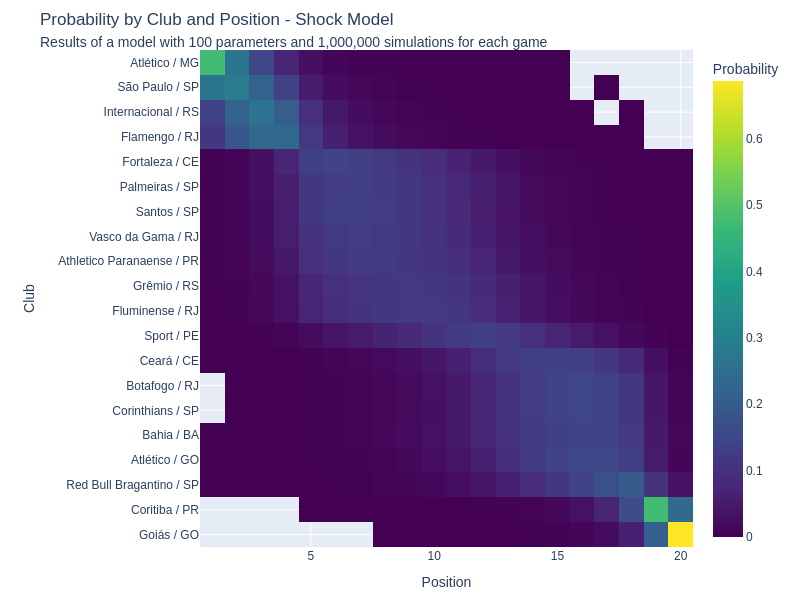 Probability by Club and Position - Shock Model
Results of a model with 100 parameters and 1,000,000 simulations for each game
Probability
Atlético / MG
São Paulo / SP
Internacional / RS
Flamengo / RJ
Fortaleza / CE
Palmeiras / SP
Santos / SP
Vasco da Gama / RJ
Athletico Paranaense / PR
Grêmio / RS
Fluminense / RJ
Sport / PE
Ceará / CE
Botafogo / RJ
Corinthians / SP
Bahia / BA
Atlético / GO
Red Bull Bragantino / SP
Coritiba / PR
Goiás / GO
Club
5
10
15
20
Position
0.6
0.5
0.4
0.3
0.2
0.1
0